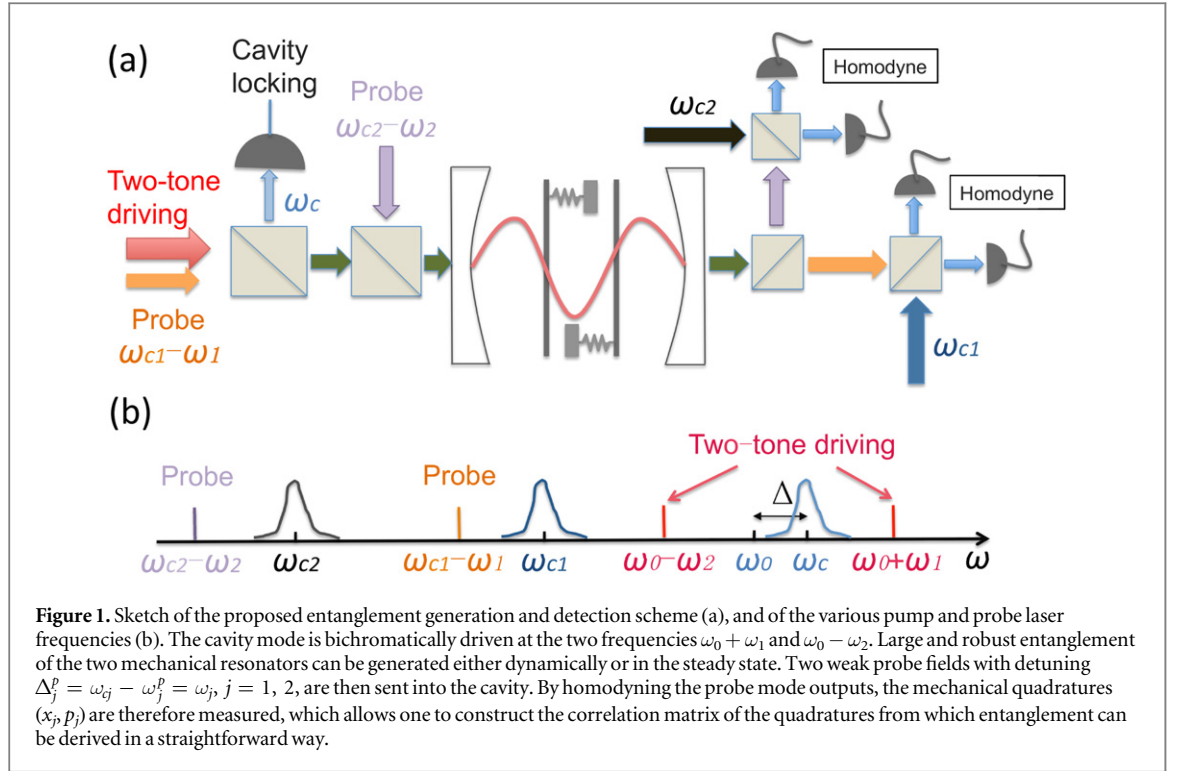 (a)
Cavity
locking
Probe
ωc2−ω2
Two-tone
driving
ωc
Probe
ωc1−ω1
ωc2
Homodyne
Homodyne
ωc1
(b)
Two−tone driving
Probe
Probe
Δ
ωc2−ω2 ωc2 ωc1−ω1 ωc1 ω0−ω2 ω0 ωc ω0+ω1 ω
Figure 1. Sketch of the proposed entanglement generation and detection scheme (a), and of the various pump and probe laser
frequencies (b). The cavity mode is bichromatically driven at the two frequencies ω₀ + ω₁ and ω₀ − ω₂. Large and robust entanglement
of the two mechanical resonators can be generated either dynamically or in the steady state. Two weak probe fields with detuning
Δⱼᵖ = ωcj − ωⱼᵖ = ωⱼ, j = 1, 2, are then sent into the cavity. By homodyning the probe mode outputs, the mechanical quadratures
(xⱼ, pⱼ) are therefore measured, which allows one to construct the correlation matrix of the quadratures from which entanglement can
be derived in a straightforward way.